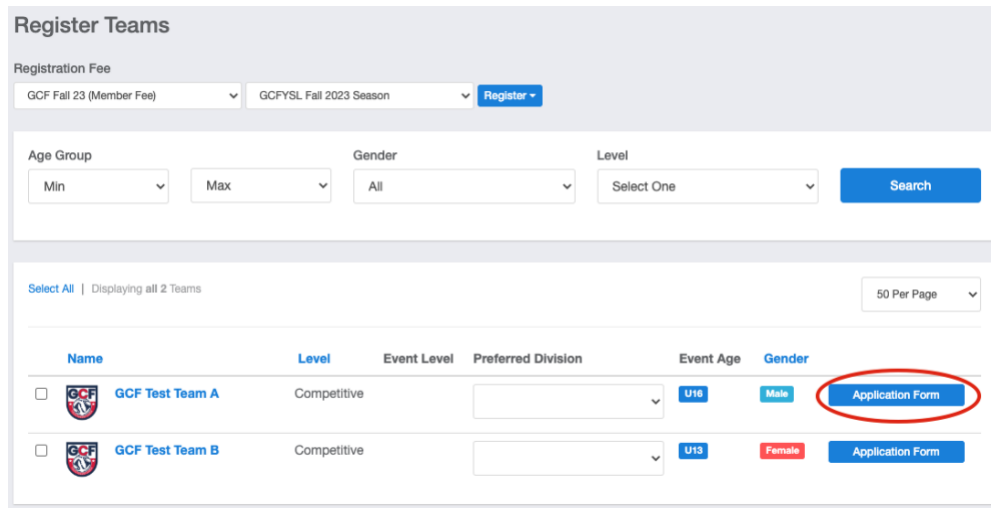 Register Teams
Registration Fee
GCF Fall 23 (Member Fee) GCFYSL Fall 2023 Season Register
Age Group Gender Level
Min Max All Select One Search
Select All | Displaying all 2 Teams 50 Per Page
Name Level Event Level Preferred Division Event Age Gender
GCF GCF Test Team A Competitive U16 Male Application Form
GCF GCF Test Team B Competitive U13 Female Application Form